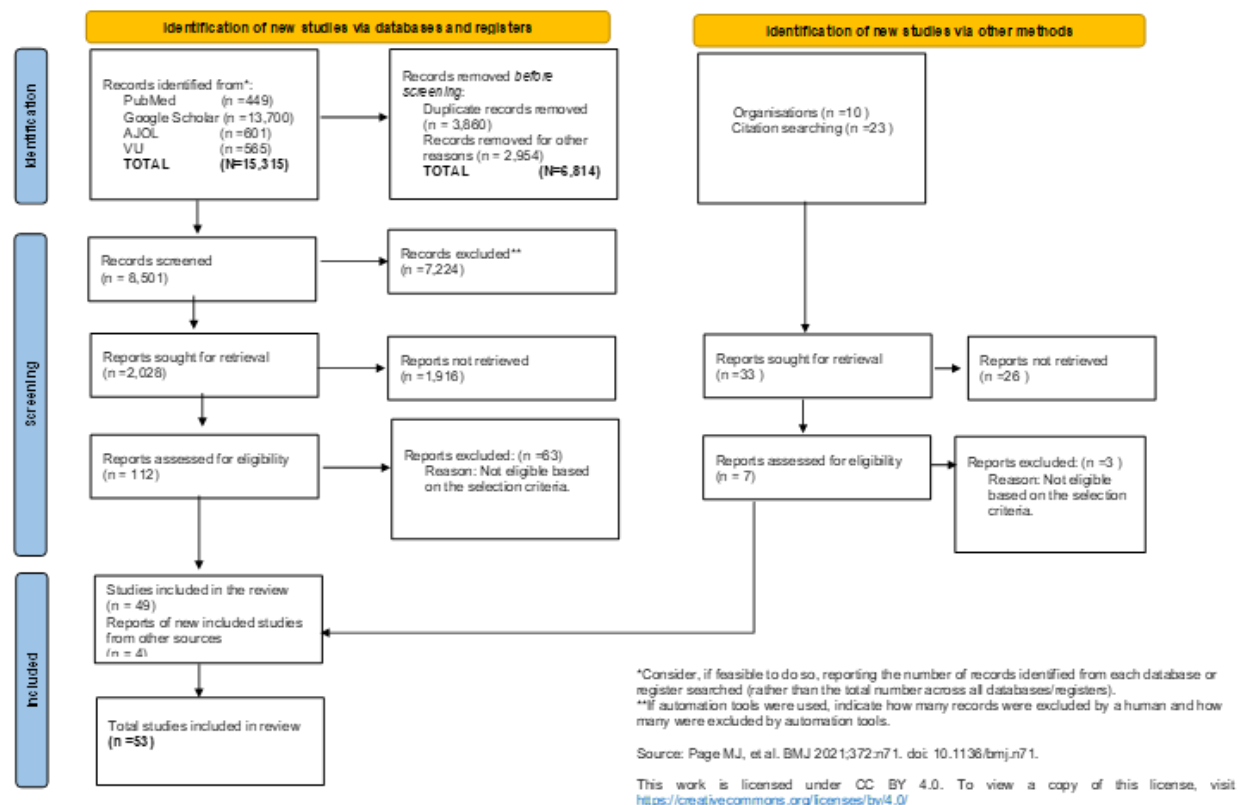 Identification of new studies via databases and registers
Identification of new studies via other methods
Identification
Records identified from*:
PubMed (n =449)
Google Scholar (n =13,700)
AJOL (n =601)
VU (n =565)
TOTAL (N=15,315)
Records removed before
screening:
Duplicate records removed
(n = 3,860)
Records removed for other
reasons (n = 2,954)
TOTAL (N=6,814)
Organisations (n =10 )
Citation searching (n =23 )
Screening
Records screened
(n = 8,501)
Records excluded**
(n =7,224)
Reports sought for retrieval
(n =2,028)
Reports not retrieved
(n =1,916)
Reports sought for retrieval
(n =33 )
Reports not retrieved
(n =26 )
Reports assessed for eligibility
(n = 112)
Reports excluded: (n =63)
Reason: Not eligible based
on the selection criteria.
Reports assessed for eligibility
(n = 7)
Reports excluded: (n =3 )
Reason: Not eligible
based on the selection
criteria.
Included
Studies included in the review
(n = 49)
Reports of new included studies
from other sources
(n = 4)
Total studies included in review
(n =53)
*Consider, if feasible to do so, reporting the number of records identified from each database or
register searched (rather than the total number across all databases/registers).
**If automation tools were used, indicate how many records were excluded by a human and how
many were excluded by automation tools.
Source: Page MJ, et al. BMJ 2021;372:n71. doi: 10.1136/bmj.n71.
This work is licensed under CC BY 4.0. To view a copy of this license, visit
https://creativecommons.org/licenses/by/4.0/